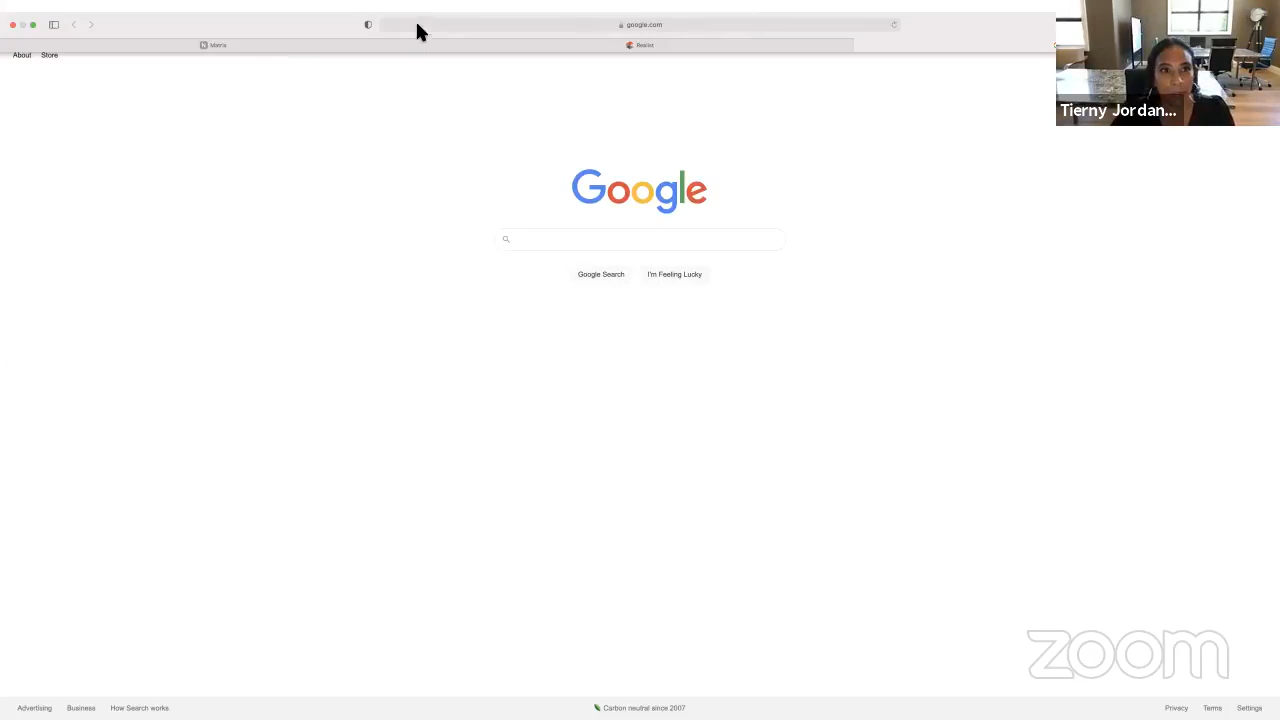 google.com
Matrix
Realist
About Store
Tierny Jordan...
Google
Google Search I'm Feeling Lucky
zoom
Advertising Business How Search works
Carbon neutral since 2007
Privacy Terms Settings